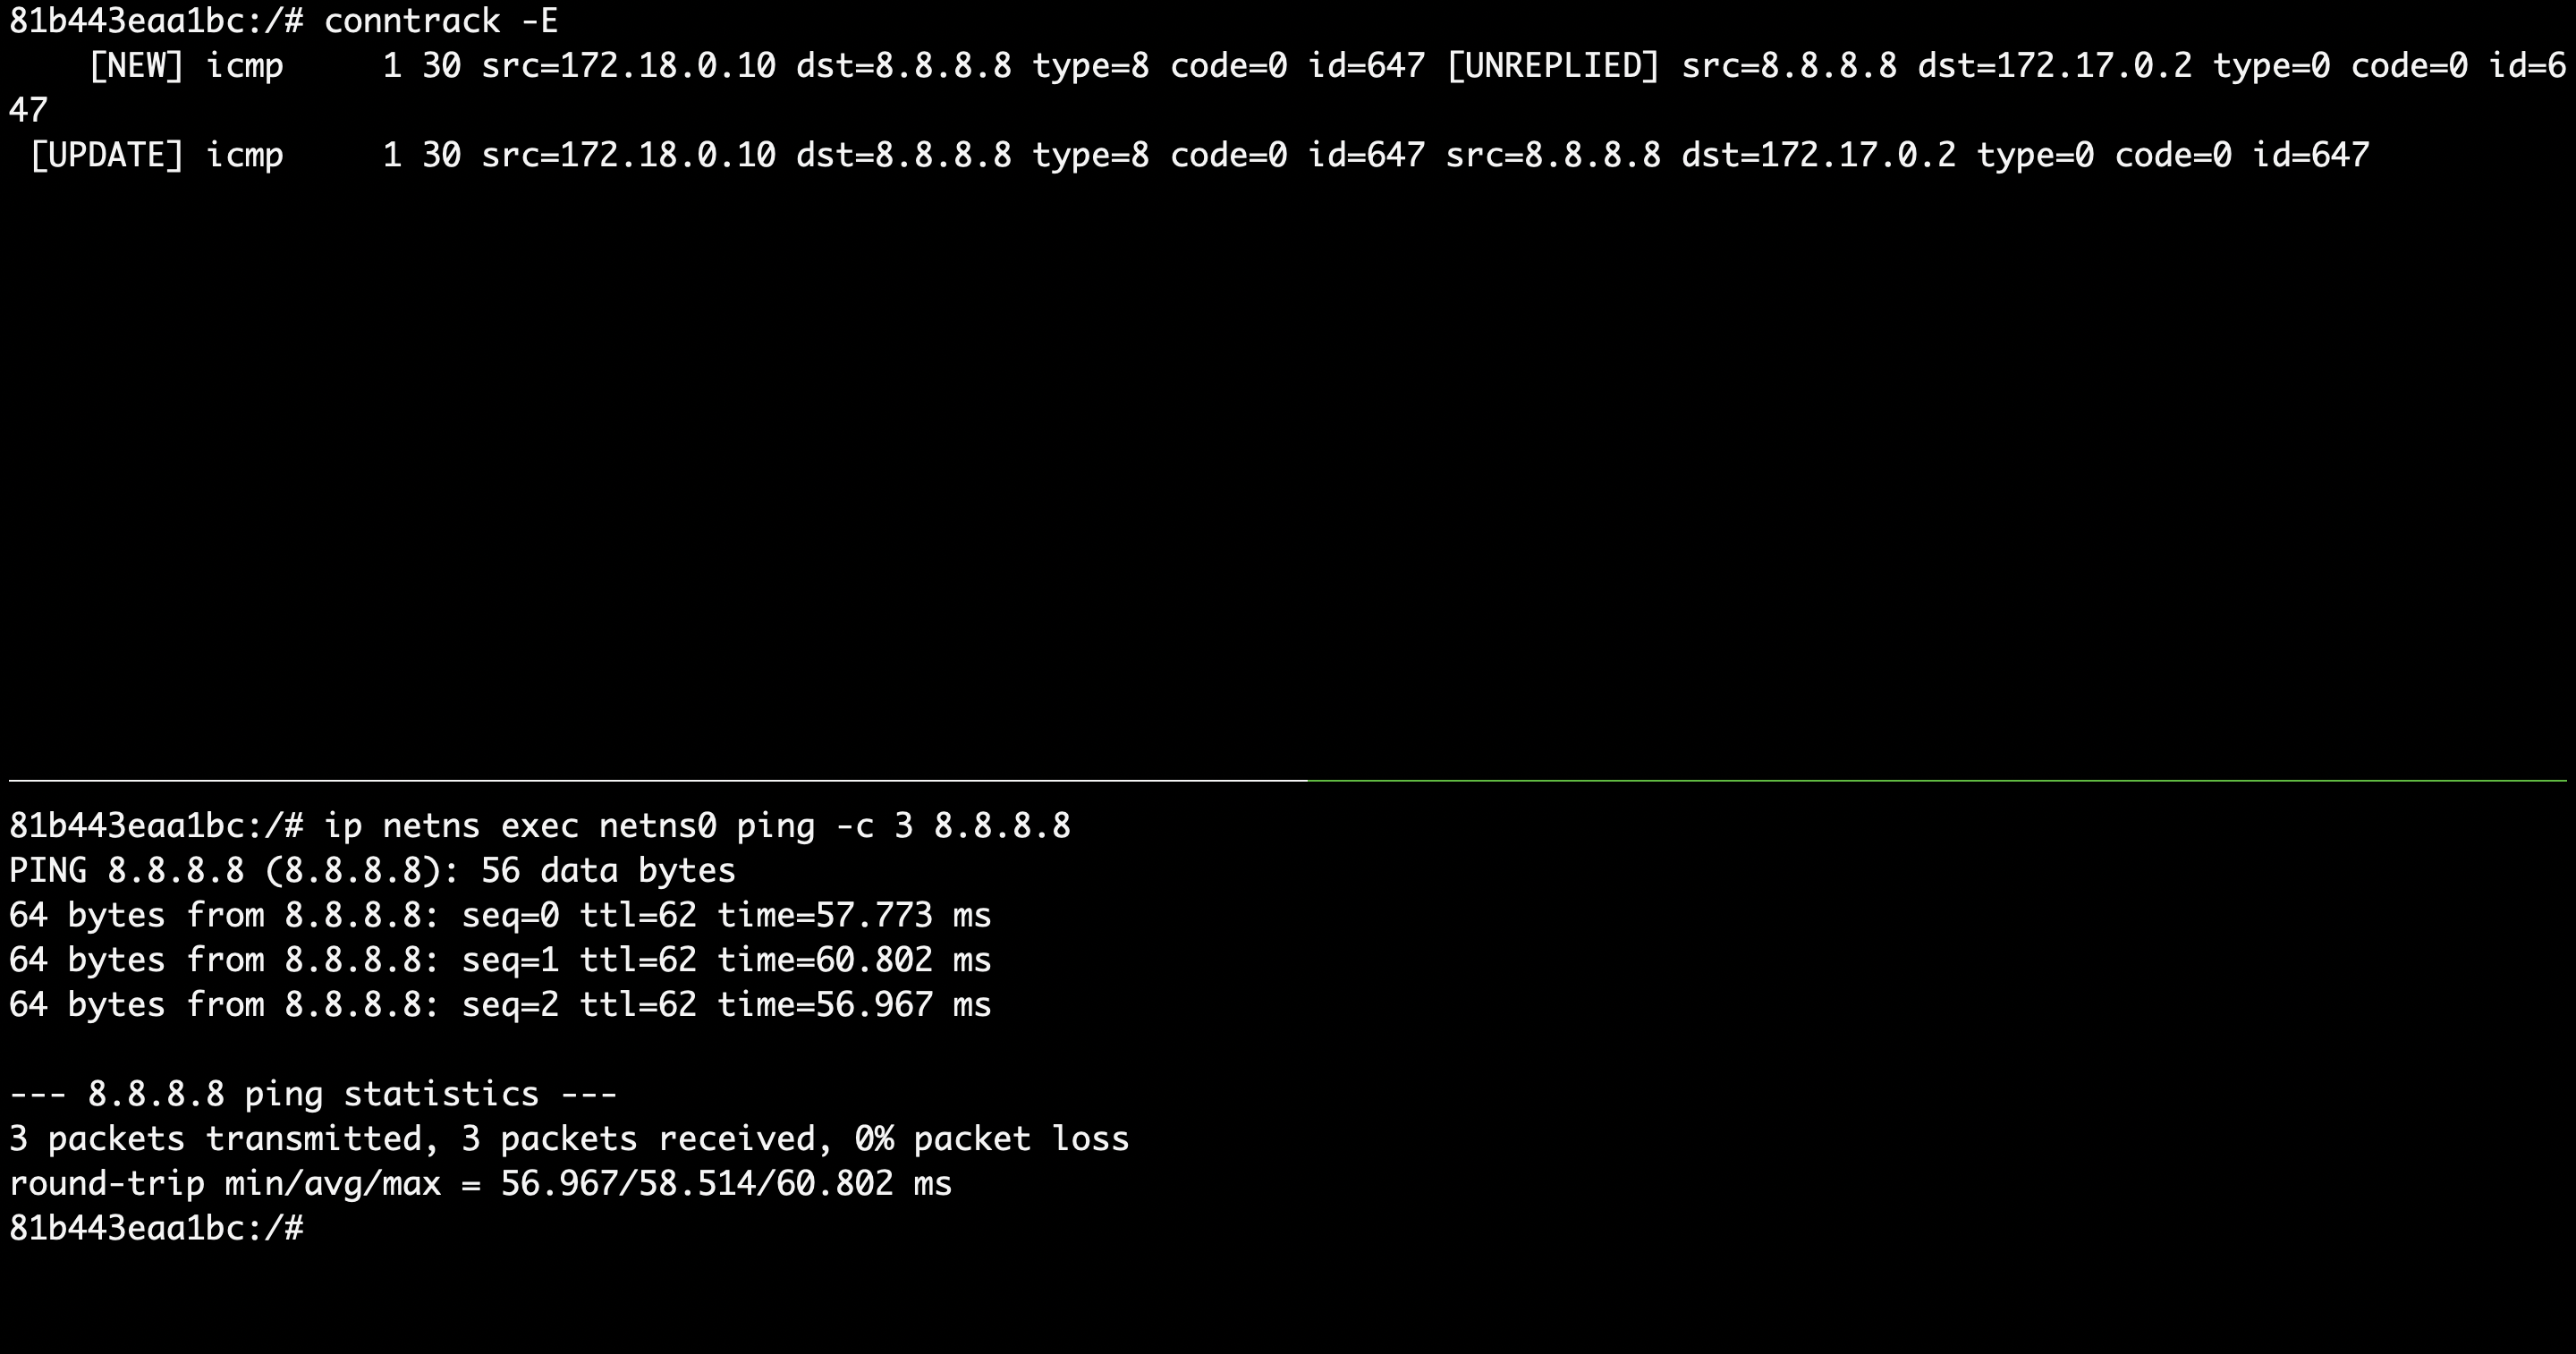 81b443eaa1bc:/# conntrack -E
    [NEW] icmp     1 30 src=172.18.0.10 dst=8.8.8.8 type=8 code=0 id=647 [UNREPLIED] src=8.8.8.8 dst=172.17.0.2 type=0 code=0 id=6
47
 [UPDATE] icmp     1 30 src=172.18.0.10 dst=8.8.8.8 type=8 code=0 id=647 src=8.8.8.8 dst=172.17.0.2 type=0 code=0 id=647
81b443eaa1bc:/# ip netns exec netns0 ping -c 3 8.8.8.8
PING 8.8.8.8 (8.8.8.8): 56 data bytes
64 bytes from 8.8.8.8: seq=0 ttl=62 time=57.773 ms
64 bytes from 8.8.8.8: seq=1 ttl=62 time=60.802 ms
64 bytes from 8.8.8.8: seq=2 ttl=62 time=56.967 ms
--- 8.8.8.8 ping statistics ---
3 packets transmitted, 3 packets received, 0% packet loss
round-trip min/avg/max = 56.967/58.514/60.802 ms
81b443eaa1bc:/#